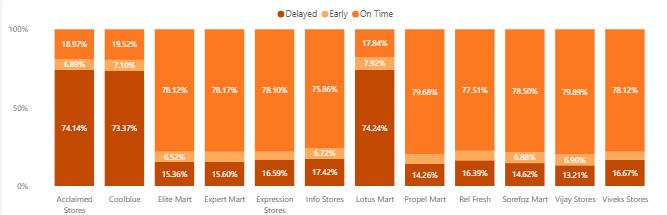 Delayed Early On Time
100%
50%
0%
18.97% 19.52% 78.12% 78.17% 78.10% 75.86% 17.84% 79.68% 77.51% 78.50% 79.89% 78.12%
6.89% 7.10% 6.52% 6.72% 7.92% 6.88% 6.90%
74.14% 73.37% 15.36% 15.60% 16.59% 17.42% 74.24% 14.26% 16.39% 14.62% 13.21% 16.67%
Acclaimed Coolblue Elite Mart Expert Mart Expression Info Stores Lotus Mart Propel Mart Rel Fresh Sorefoz Mart Vijay Stores Viveks Stores
Stores Stores